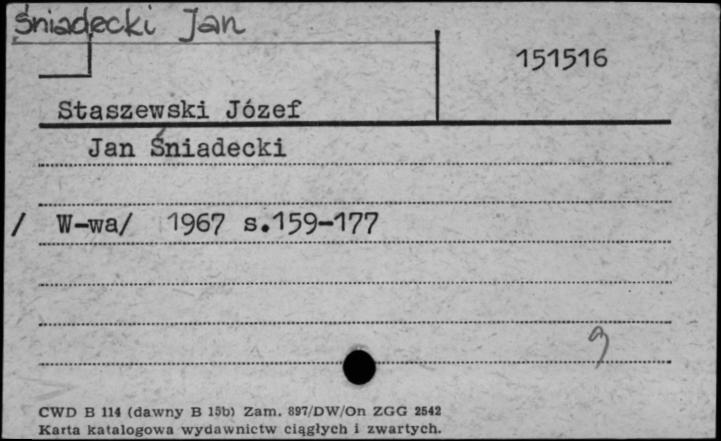 Śniadecki Jan
151516
Staszewski Józef
Jan Śniadecki
/ W-wa/ 1967 s.159-177
CWD B 114 (dawny B 15b) Zam. 897/DW/On ZGG 2542
Karta katalogowa wydawnictw ciągłych i zwartych.